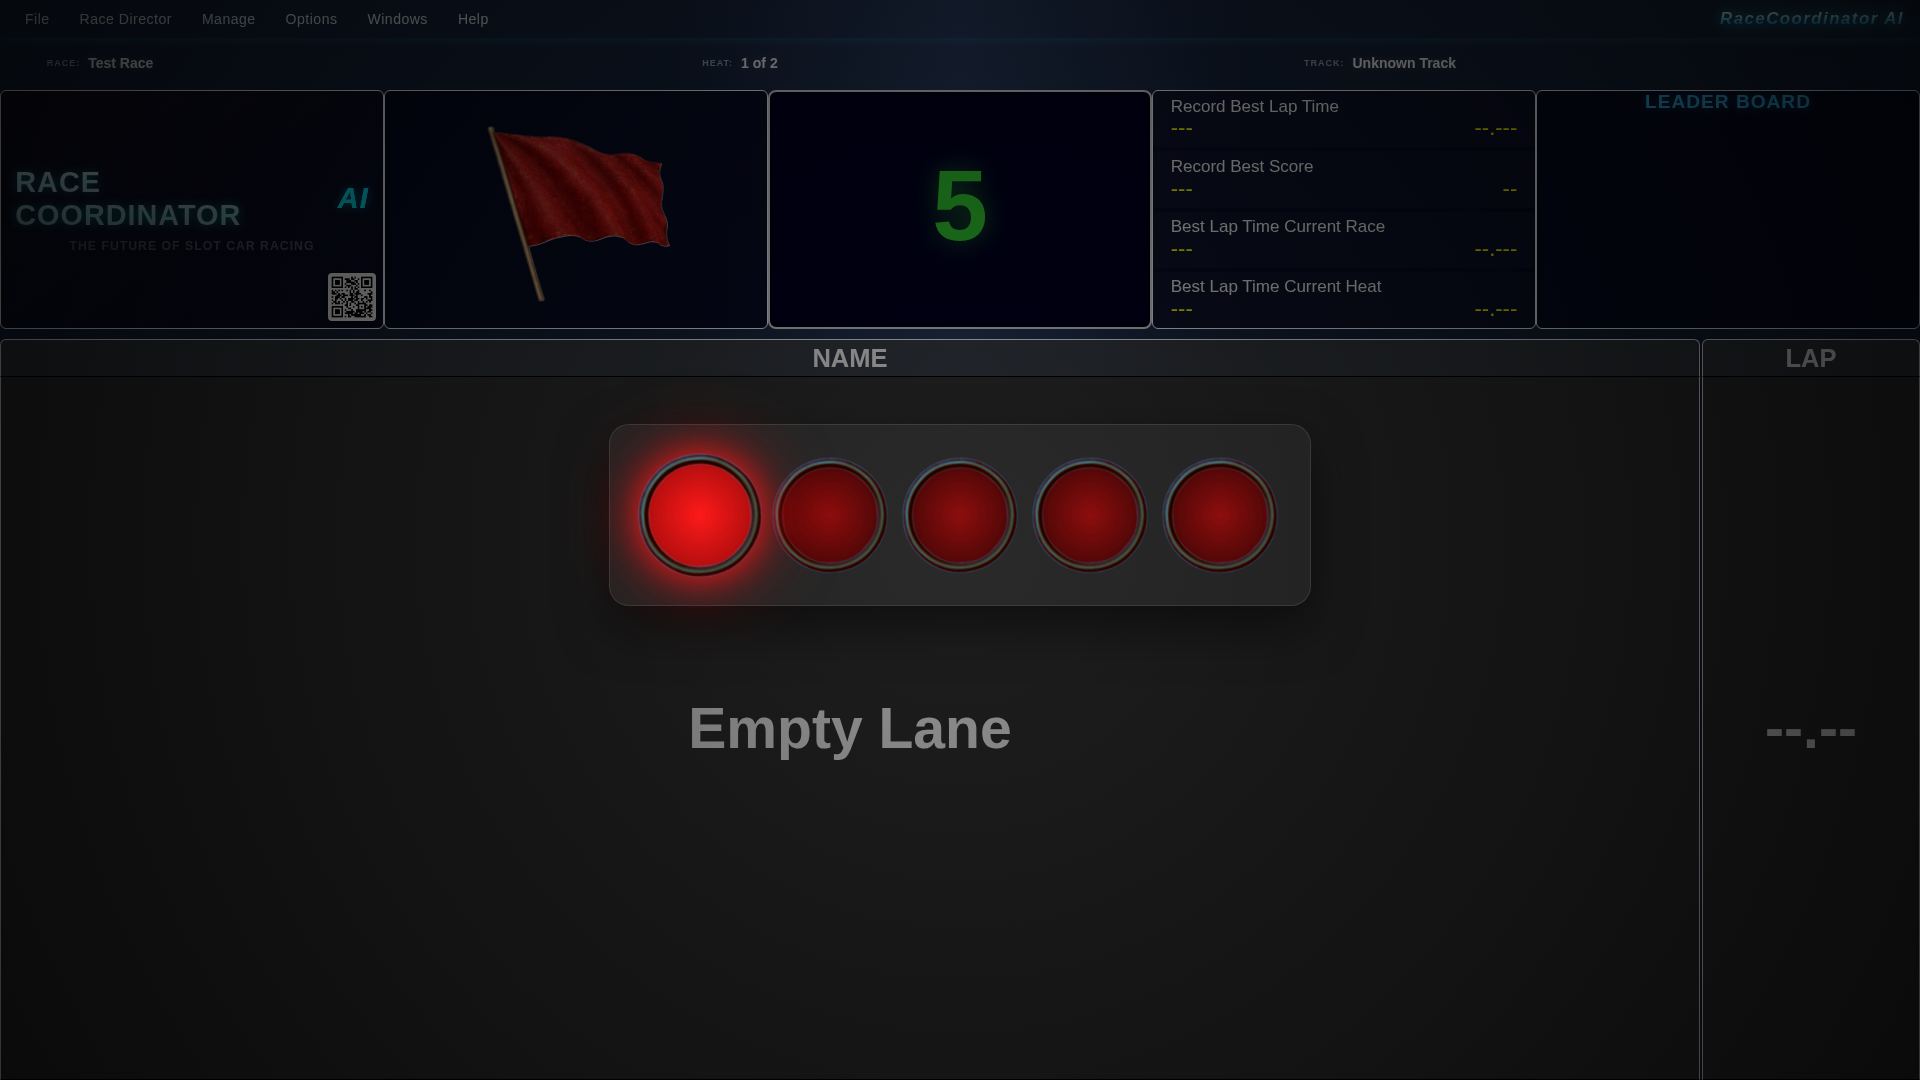 File Race Director Manage Options Windows Help RaceCoordinator AI
RACE: Test Race HEAT: 1 of 2 TRACK: Unknown Track
RACE
COORDINATOR
AI
THE FUTURE OF SLOT CAR RACING
5
Record Best Lap Time
--- --.---
Record Best Score
--- --
Best Lap Time Current Race
--- --.---
Best Lap Time Current Heat
--- --.---
LEADER BOARD
NAME LAP
Empty Lane --.--